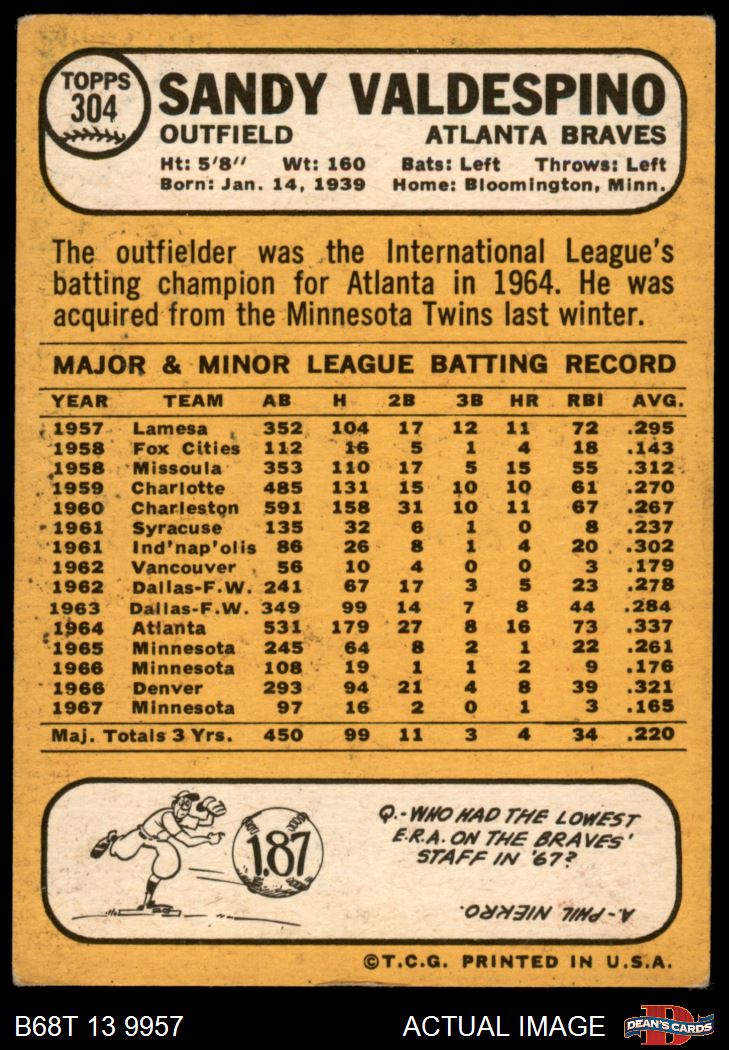 TOPPS
304
SANDY VALDESPINO
OUTFIELD ATLANTA BRAVES
Ht: 5'8" Wt: 160 Bats: Left Throws: Left
Born: Jan. 14, 1939 Home: Bloomington, Minn.
The outfielder was the International League's
batting champion for Atlanta in 1964. He was
acquired from the Minnesota Twins last winter.
MAJOR & MINOR LEAGUE BATTING RECORD
YEAR TEAM AB H 2B 3B HR RBI AVG.
1957 Lamesa 352 104 17 12 11 72 .295
1958 Fox Cities 112 16 5 1 4 18 .143
1958 Missoula 353 110 17 5 15 55 .312
1959 Charlotte 485 131 15 10 10 61 .270
1960 Charleston 591 158 31 10 11 67 .267
1961 Syracuse 135 32 6 1 0 8 .237
1961 Ind'nap'olis 86 26 8 1 4 20 .302
1962 Vancouver 56 10 4 0 0 3 .179
1962 Dallas-F.W. 241 67 17 3 5 23 .278
1963 Dallas-F.W. 349 99 14 7 8 44 .284
1964 Atlanta 531 179 27 8 16 73 .337
1965 Minnesota 245 64 8 2 1 22 .261
1966 Minnesota 108 19 1 1 2 9 .176
1966 Denver 293 94 21 4 8 39 .321
1967 Minnesota 97 16 2 0 1 3 .165
Maj. Totals 3 Yrs. 450 99 11 3 4 34 .220
1.87
Q.-WHO HAD THE LOWEST
E.R.A. ON THE BRAVES'
STAFF IN '67?
A.-PHIL NIEKRO.
©T.C.G. PRINTED IN U.S.A.
B68T 13 9957 ACTUAL IMAGE
D
DEAN'S CARDS